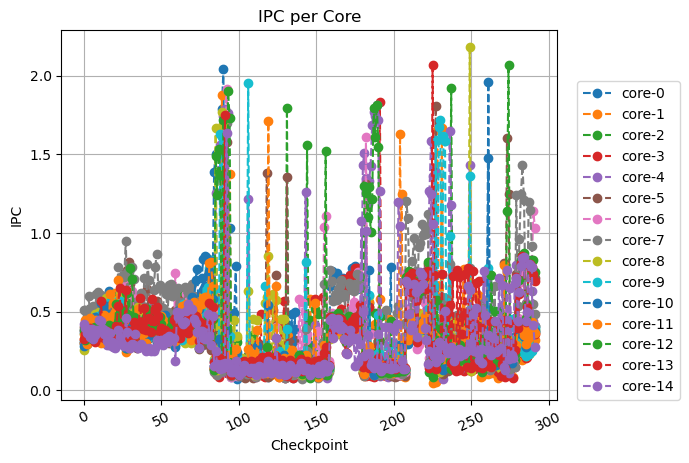 IPC per Core
IPC
2.0
1.5
1.0
0.5
0.0
0
50
100
150
200
250
300
Checkpoint
core-0
core-1
core-2
core-3
core-4
core-5
core-6
core-7
core-8
core-9
core-10
core-11
core-12
core-13
core-14